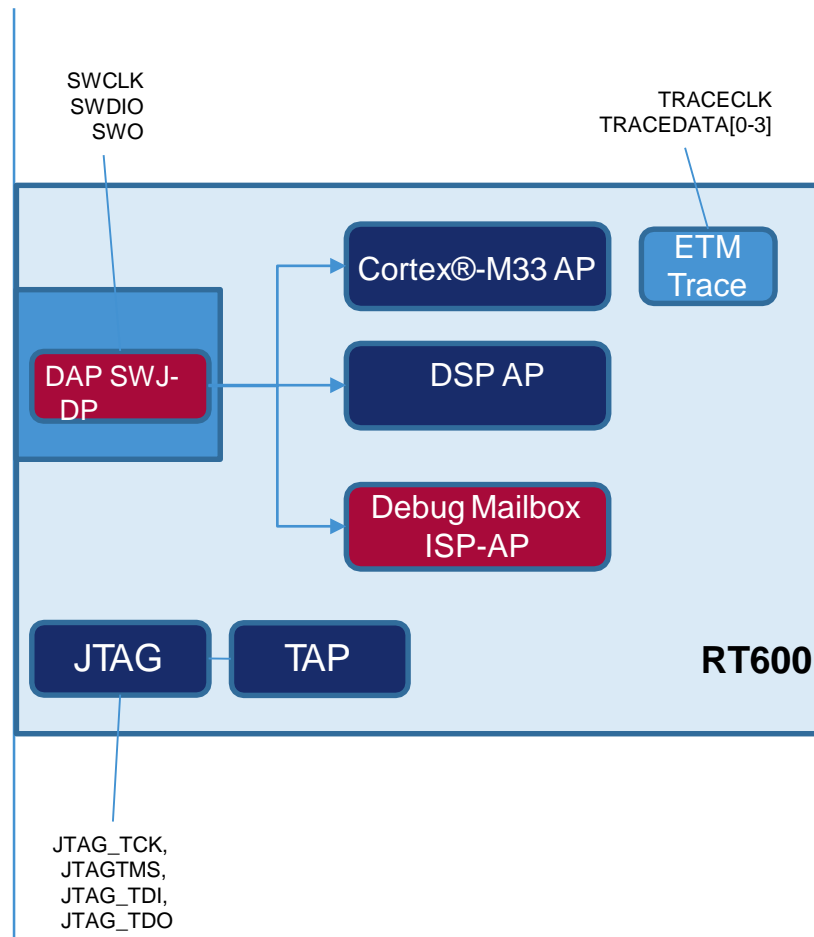 SWCLK
SWDIO
SWO
TRACECLK
TRACEDATA[0-3]
Cortex®-M33 AP
ETM
Trace
DAP SWJ-
DP
DSP AP
Debug Mailbox
ISP-AP
JTAG
TAP
RT600
JTAG_TCK,
JTAGTMS,
JTAG_TDI,
JTAG_TDO